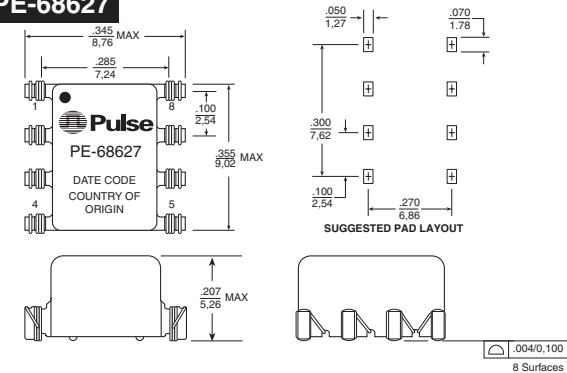 PE-68627
.345
8,76 MAX
.285
7,24
1
8
Pulse
PE-68627
DATE CODE
COUNTRY OF
ORIGIN
4
5
.100
2,54
.355
9,02 MAX
.050
1,27
.070
1.78
.300
7,62
.100
2,54
.270
6,86
SUGGESTED PAD LAYOUT
.207
5,26 MAX
.004/0,100
8 Surfaces